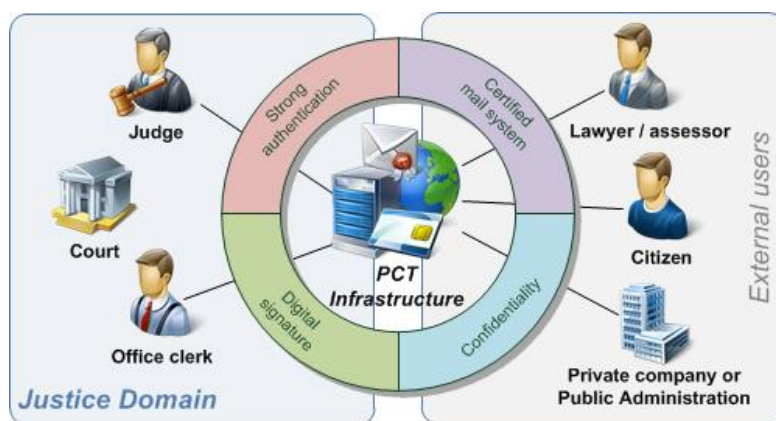 Judge
Court
Office clerk
Justice Domain
Strong
authentication
Certified
mail system
Digital
signature
Confidentiality
PCT
Infrastructure
Lawyer / assessor
Citizen
Private company or
Public Administration
External users